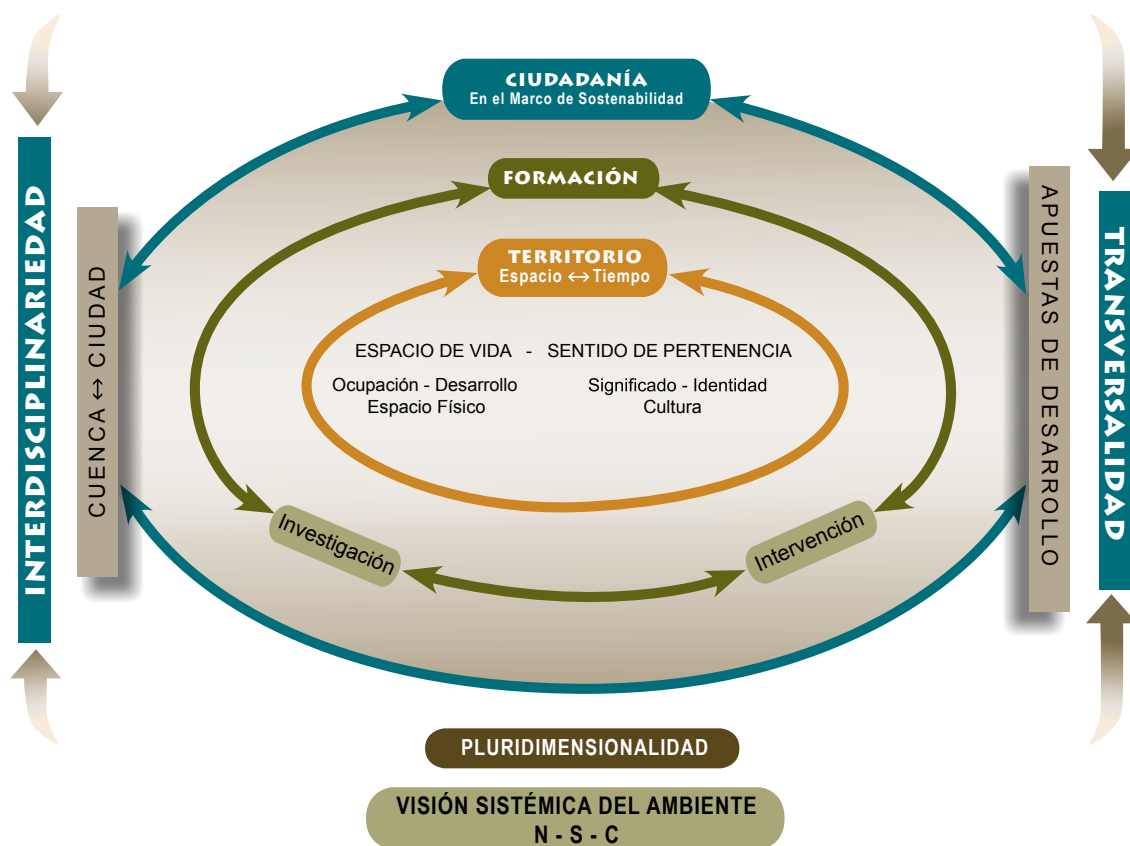 CIUDADANÍA
En el Marco de Sostenabilidad
FORMACIÓN
TERRITORIO
Espacio ↔ Tiempo
INTERDISCIPLINARIEDAD
CUENCA ↔ CIUDAD
ESPACIO DE VIDA - SENTIDO DE PERTENENCIA
Ocupación - Desarrollo
Espacio Físico
Significado - Identidad
Cultura
APUESTAS DE DESARROLLO
TRANSVERSALIDAD
Investigación
Intervención
PLURIDIMENSIONALIDAD
VISIÓN SISTÉMICA DEL AMBIENTE
N - S - C